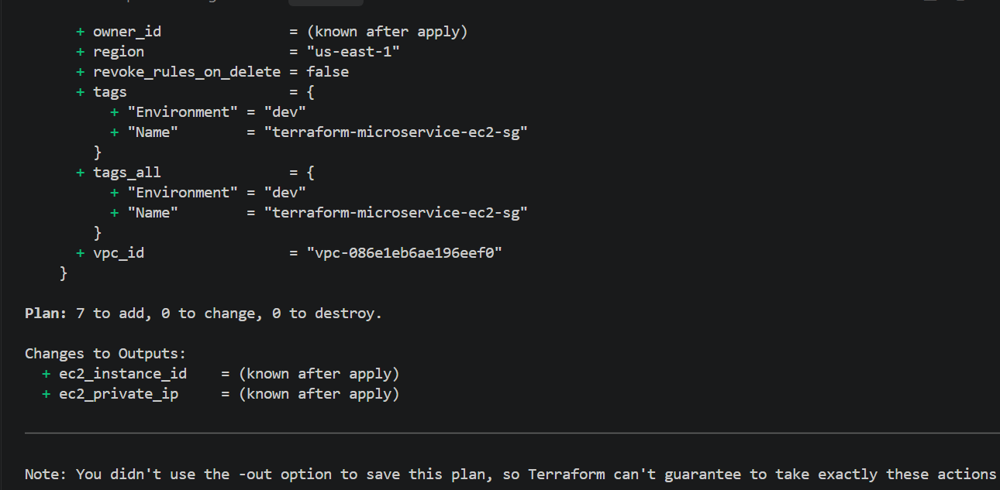 + owner_id               = (known after apply)
+ region                 = "us-east-1"
+ revoke_rules_on_delete = false
+ tags                   = {
+ "Environment" = "dev"
+ "Name"        = "terraform-microservice-ec2-sg"
}
+ tags_all               = {
+ "Environment" = "dev"
+ "Name"        = "terraform-microservice-ec2-sg"
}
+ vpc_id                 = "vpc-086e1eb6ae196eef0"
}
Plan: 7 to add, 0 to change, 0 to destroy.
Changes to Outputs:
+ ec2_instance_id    = (known after apply)
+ ec2_private_ip     = (known after apply)
Note: You didn't use the -out option to save this plan, so Terraform can't guarantee to take exactly these actions